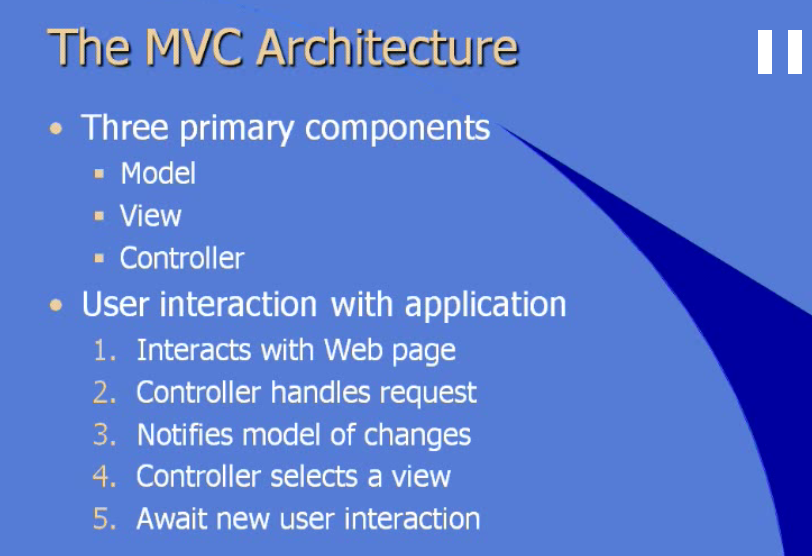 The MVC Architecture
• Three primary components
▪ Model
▪ View
▪ Controller
• User interaction with application
1. Interacts with Web page
2. Controller handles request
3. Notifies model of changes
4. Controller selects a view
5. Await new user interaction